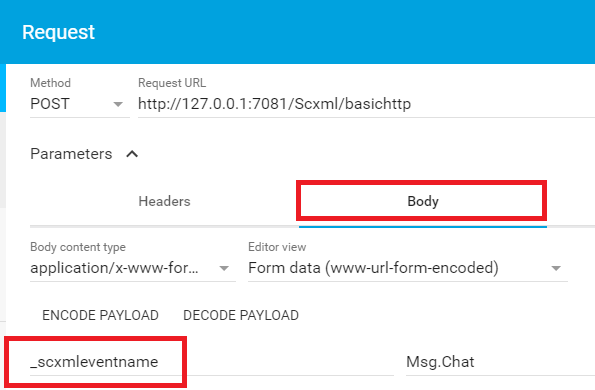 Request
Method Request URL
POST http://127.0.0.1:7081/Scxml/basichttp
Parameters
Headers Body
Body content type Editor view
application/x-www-for... Form data (www-url-form-encoded)
ENCODE PAYLOAD DECODE PAYLOAD
_scxmleventname Msg.Chat